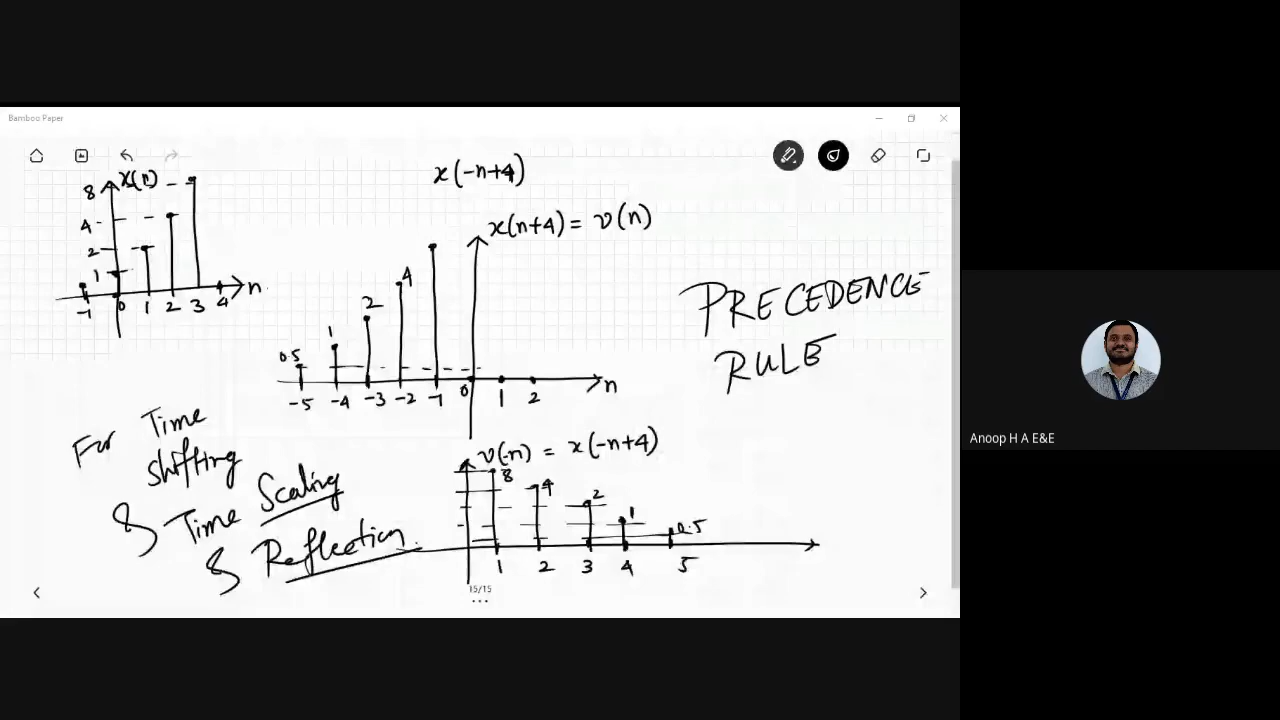 Bamboo Paper
x(-n+4)
x(n)
8
4
2
1
-1 0 1 2 3 4 n
x(n+4) = v(n)
0.5 1 2 4
-5 -4 -3 -2 -1 0 1 2 n
PRECEDENCE
RULE
For Time
shifting
& Time Scaling
& Reflection
v(-n) = x(-n+4)
8 4 2 1 0.5
1 2 3 4 5
15/15
Anoop H A E&E